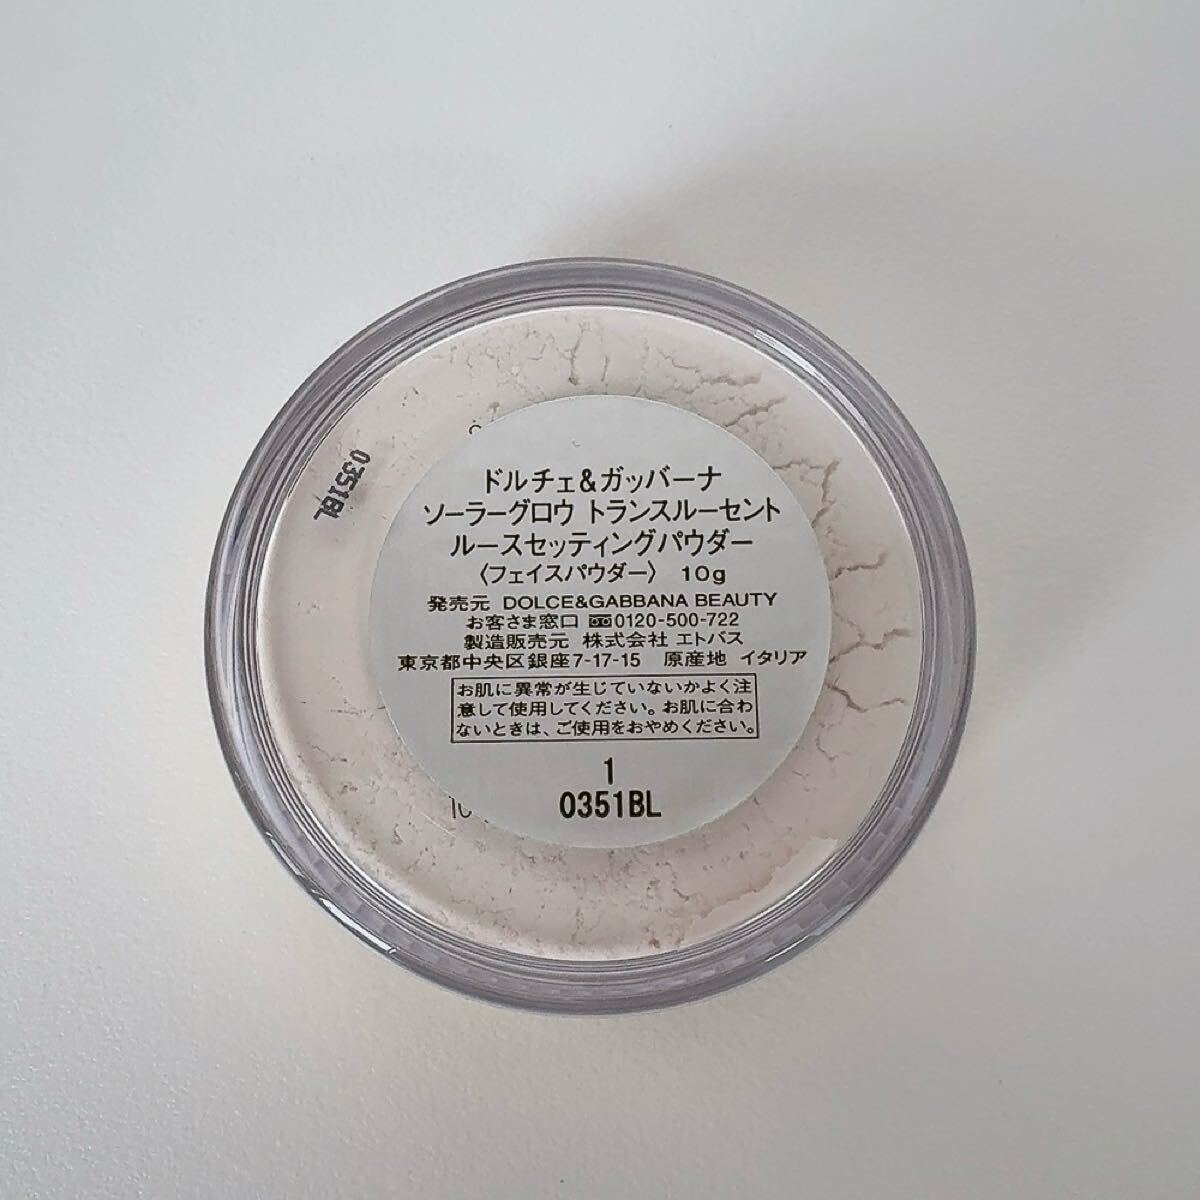 ドルチェ&ガッバーナ
ソーラーグロウ トランスルーセント
ルースセッティングパウダー
〈フェイスパウダー〉 10g
発売元 DOLCE&GABBANA BEAUTY
お客さま窓口 0120-500-722
製造販売元 株式会社 エトバス
東京都中央区銀座7-17-15 原産地 イタリア
お肌に異常が生じていないかよく注
意して使用してください。お肌に合わ
ないときは、ご使用をおやめください。
1
0351BL
0351BL